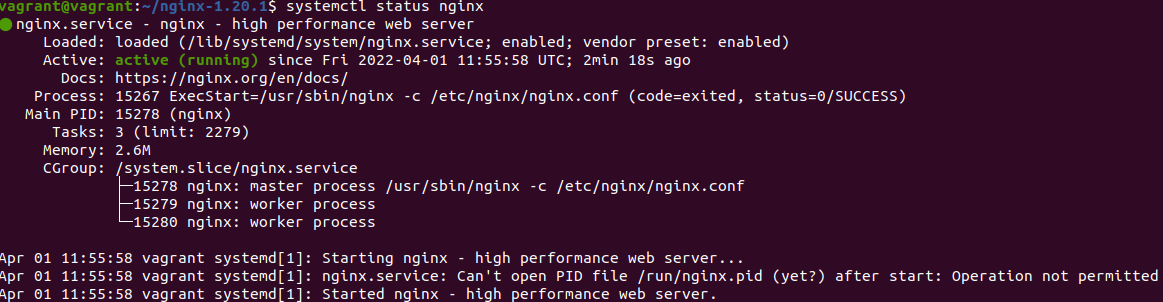 vagrant@vagrant:~/nginx-1.20.1$ systemctl status nginx
● nginx.service - nginx - high performance web server
Loaded: loaded (/lib/systemd/system/nginx.service; enabled; vendor preset: enabled)
Active: active (running) since Fri 2022-04-01 11:55:58 UTC; 2min 18s ago
Docs: https://nginx.org/en/docs/
Process: 15267 ExecStart=/usr/sbin/nginx -c /etc/nginx/nginx.conf (code=exited, status=0/SUCCESS)
Main PID: 15278 (nginx)
Tasks: 3 (limit: 2279)
Memory: 2.6M
CGroup: /system.slice/nginx.service
├─15278 nginx: master process /usr/sbin/nginx -c /etc/nginx/nginx.conf
├─15279 nginx: worker process
└─15280 nginx: worker process
Apr 01 11:55:58 vagrant systemd[1]: Starting nginx - high performance web server...
Apr 01 11:55:58 vagrant systemd[1]: nginx.service: Can't open PID file /run/nginx.pid (yet?) after start: Operation not permitted
Apr 01 11:55:58 vagrant systemd[1]: Started nginx - high performance web server.